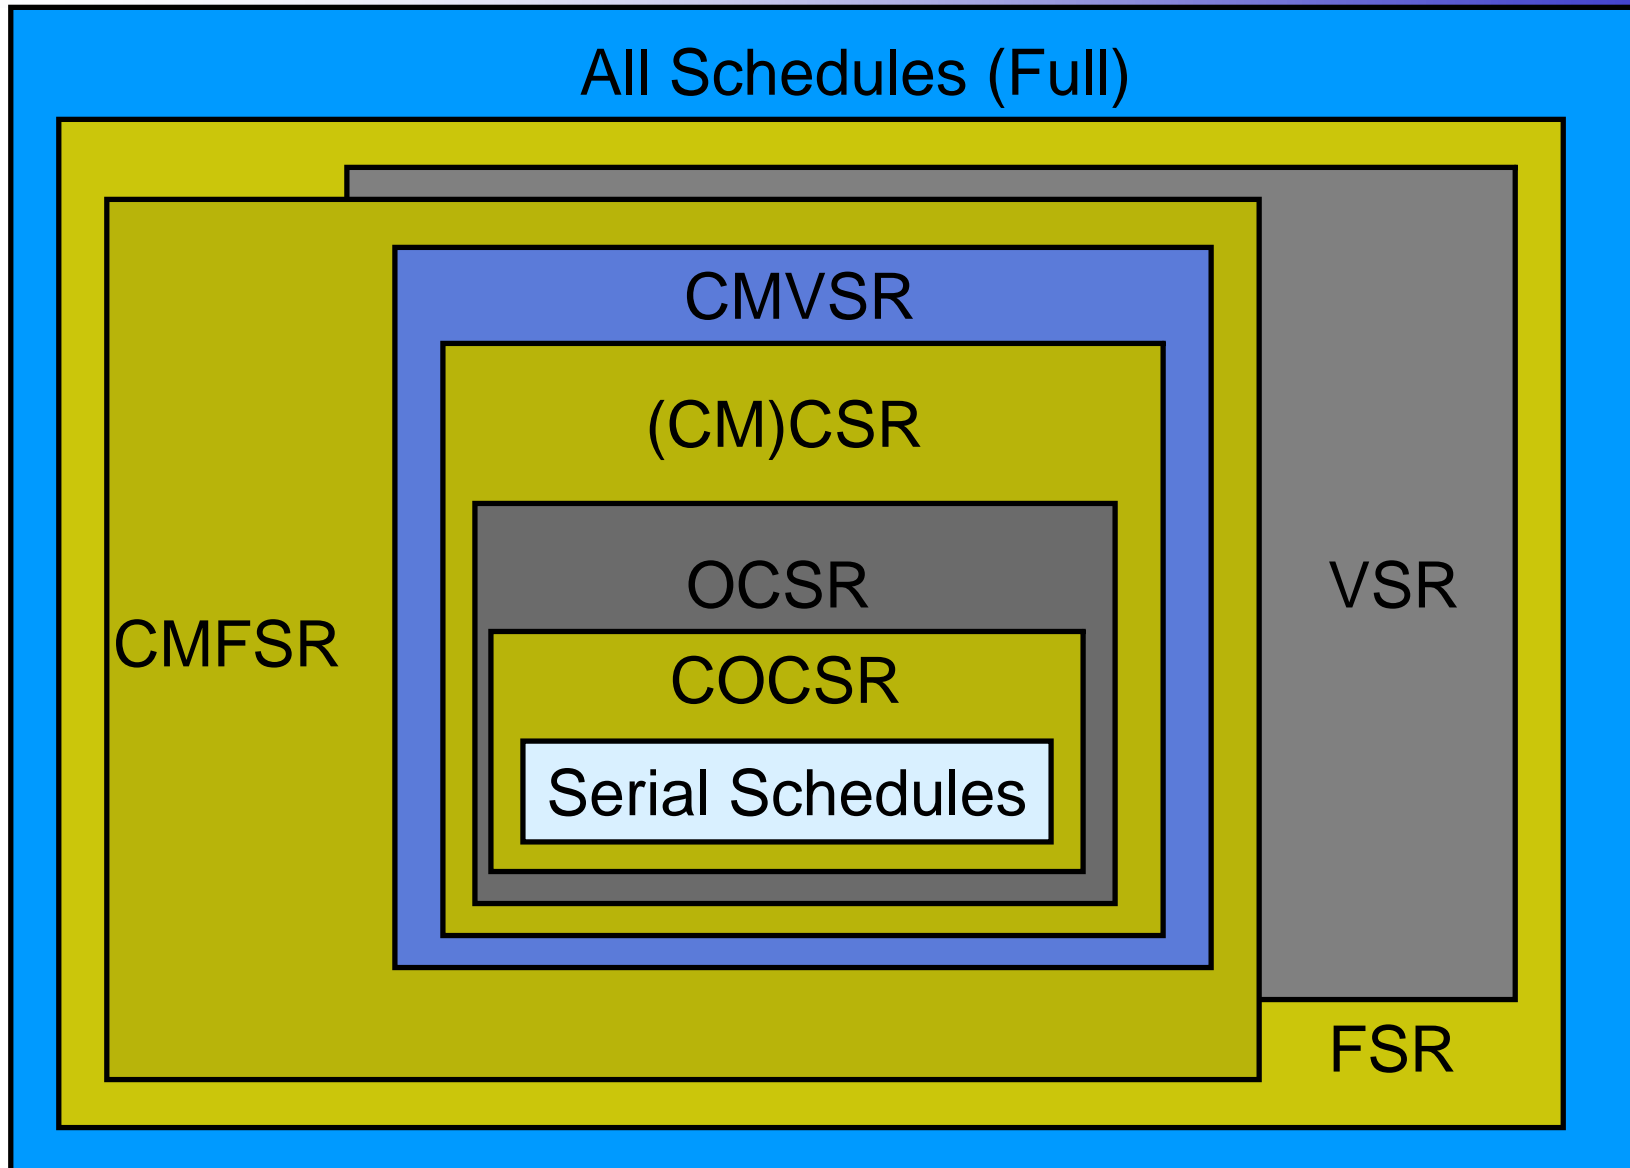 All Schedules (Full)
CMVSR
(CM)CSR
OCSR
VSR
CMFSR
COCSR
Serial Schedules
FSR